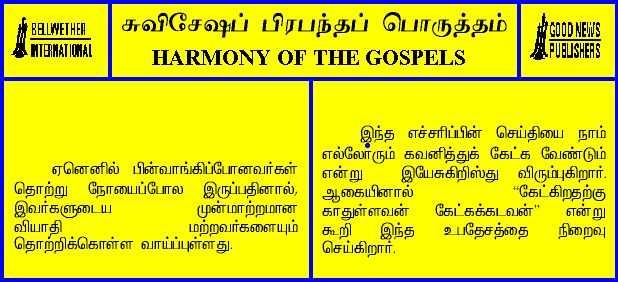 BELLWETHER
INTERNATIONAL
சுவிசேஷப் பிரபந்தப் பொருத்தம்
HARMONY OF THE GOSPELS
GOOD NEWS
PUBLISHERS
ஏனெனில் பின்வாங்கிப்போனவர்கள்
தொற்று நோயைப்போல இருப்பதினால்,
இவர்களுடைய முன்மாற்றமான
வியாதி மற்றவர்களையும்
தொற்றிக்கொள்ள வாய்ப்புள்ளது.
இந்த எச்சரிப்பின் செய்தியை நாம்
எல்லோரும் கவனித்துக் கேட்க வேண்டும்
என்று இயேசுகிறிஸ்து விரும்புகிறார்.
ஆகையினால் “கேட்கிறதற்கு
காதுள்ளவன் கேட்கக்கடவன்” என்று
கூறி இந்த உபதேசத்தை நிறைவு
செய்கிறார்.